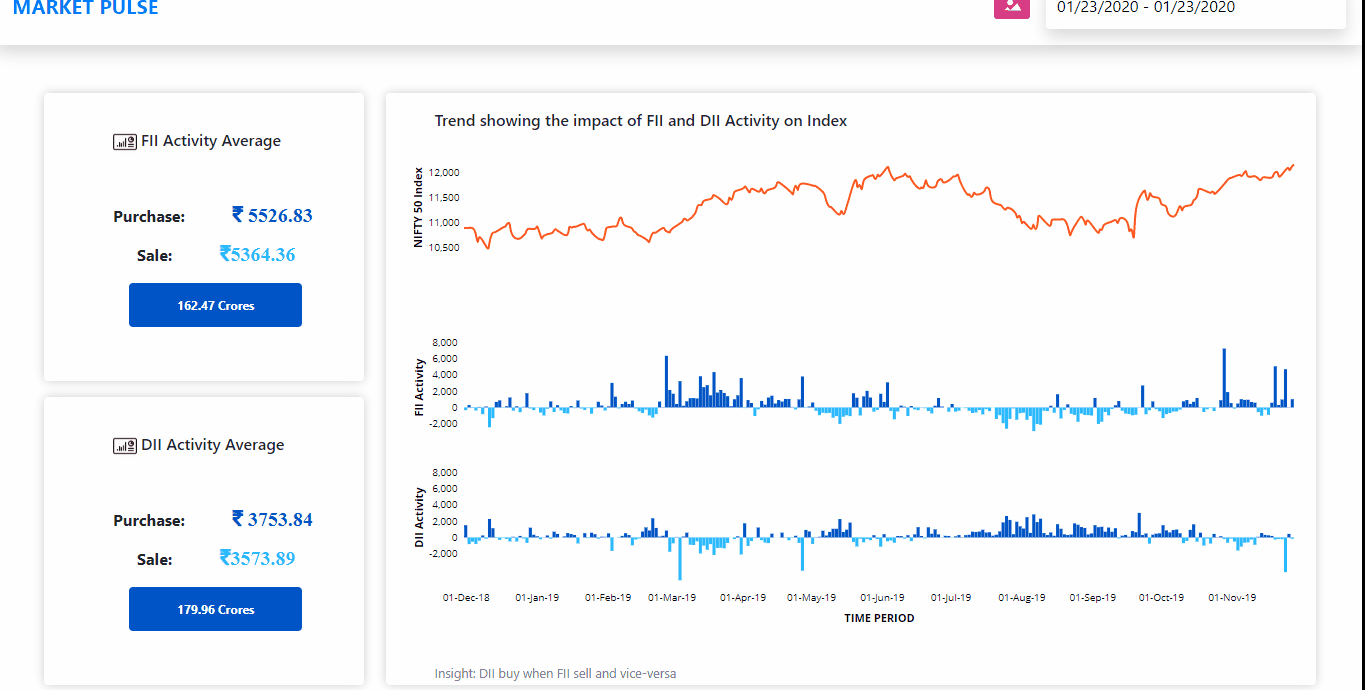 MARKET PULSE
01/23/2020 - 01/23/2020
FII Activity Average
Purchase: ₹ 5526.83
Sale: ₹5364.36
162.47 Crores
DII Activity Average
Purchase: ₹ 3753.84
Sale: ₹3573.89
179.96 Crores
Trend showing the impact of FII and DII Activity on Index
NIFTY 50 Index
12,000
11,500
11,000
10,500
FII Activity
8,000
6,000
4,000
2,000
0
-2,000
DII Activity
8,000
6,000
4,000
2,000
0
-2,000
01-Dec-18 01-Jan-19 01-Feb-19 01-Mar-19 01-Apr-19 01-May-19 01-Jun-19 01-Jul-19 01-Aug-19 01-Sep-19 01-Oct-19 01-Nov-19
TIME PERIOD
Insight: DII buy when FII sell and vice-versa